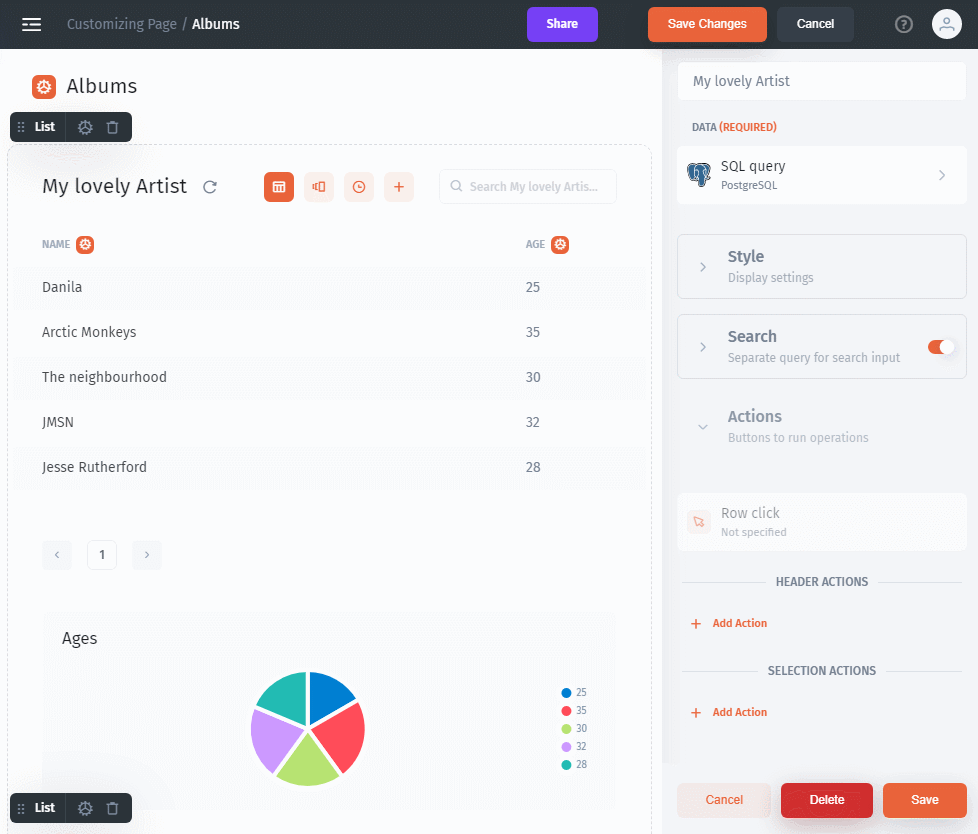 Customizing Page / Albums
Share
Save Changes
Cancel
Albums
List
My lovely Artist
Search My lovely Artis...
NAME
AGE
Danila
25
Arctic Monkeys
35
The neighbourhood
30
JMSN
32
Jesse Rutherford
28
1
Ages
25
35
30
32
28
List
My lovely Artist
DATA (REQUIRED)
SQL query
PostgreSQL
Style
Display settings
Search
Separate query for search input
Actions
Buttons to run operations
Row click
Not specified
HEADER ACTIONS
+ Add Action
SELECTION ACTIONS
+ Add Action
Cancel
Delete
Save